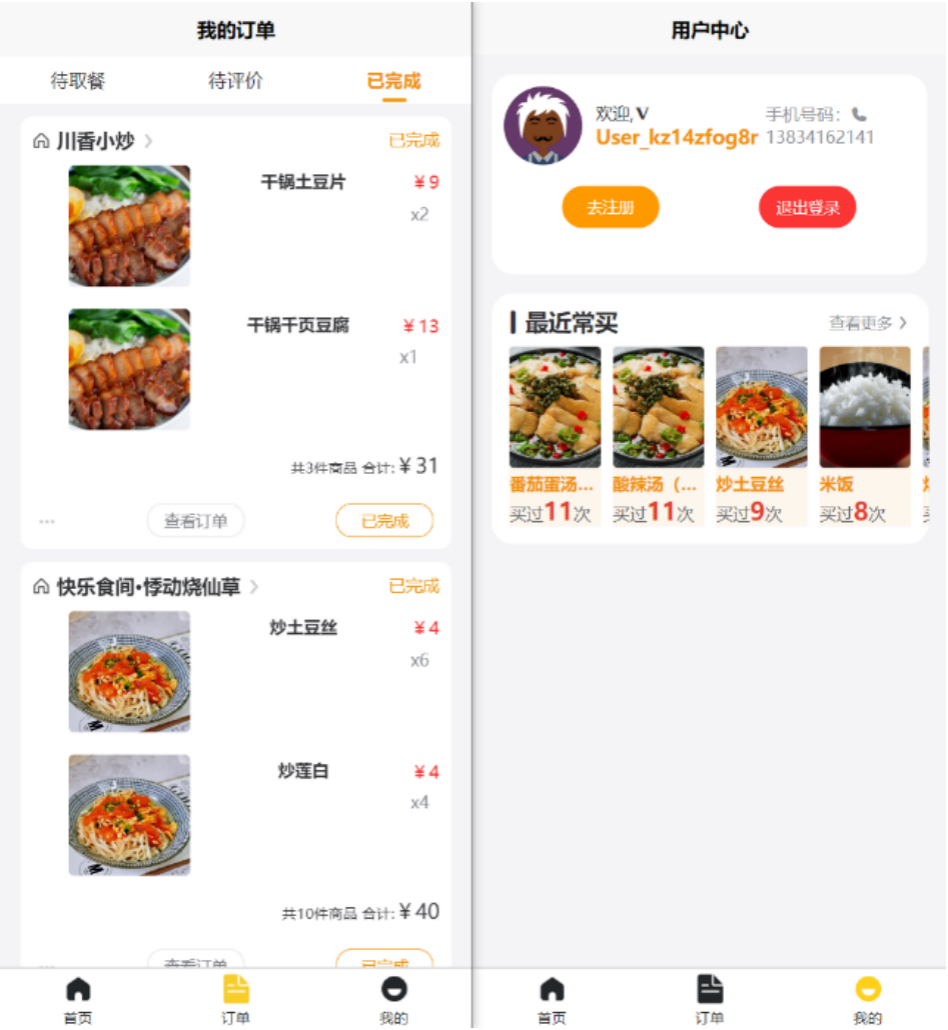 我的订单
待取餐
待评价
已完成
川香小炒
已完成
干锅土豆片
¥9
x2
干锅千页豆腐
¥13
x1
共3件商品 合计:¥31
...
查看订单
已完成
快乐食间•悸动烧仙草
已完成
炒土豆丝
¥4
x6
炒莲白
¥4
x4
共10件商品 合计:¥40
...
查看订单
已完成
首页
订单
我的
用户中心
欢迎,V
User_kz14zfog8r
手机号码:
13834162141
去注册
退出登录
最近常买
查看更多
番茄蛋汤...
买过11次
酸辣汤（...
买过11次
炒土豆丝
买过9次
米饭
买过8次
首页
订单
我的